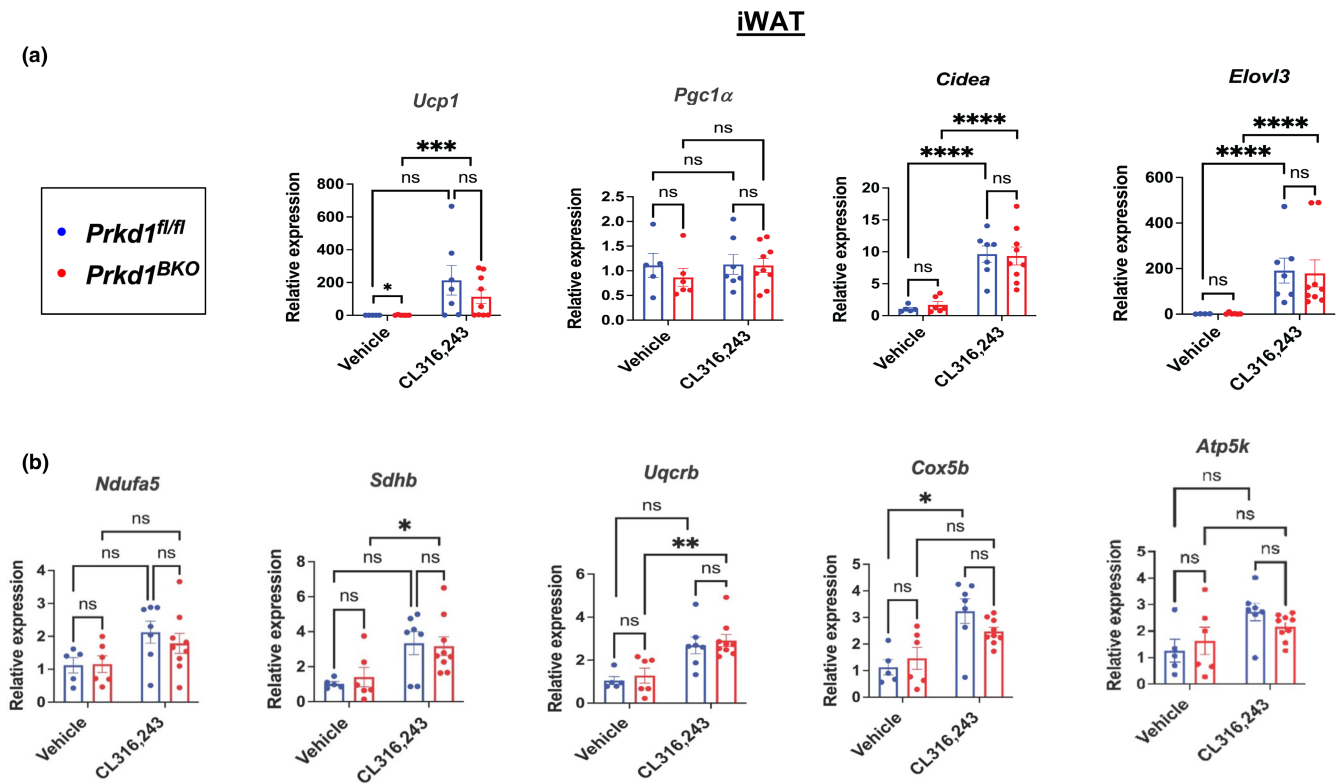 iWAT
(a)
Prkd1fl/fl
Prkd1BKO
Ucp1
***
ns
ns
*
Relative expression
800
600
400
200
0
Vehicle
CL316,243
Pgc1α
ns
ns
ns
ns
Relative expression
2.5
2.0
1.5
1.0
0.5
0.0
Vehicle
CL316,243
Cidea
****
****
ns
ns
Relative expression
20
15
10
5
0
Vehicle
CL316,243
Elovl3
****
****
ns
ns
Relative expression
600
400
200
0
Vehicle
CL316,243
(b)
Ndufa5
ns
ns
ns
ns
Relative expression
4
3
2
1
0
Vehicle
CL316,243
Sdhb
*
ns
ns
ns
Relative expression
8
6
4
2
0
Vehicle
CL316,243
Uqcrb
ns
**
ns
ns
Relative expression
6
4
2
0
Vehicle
CL316,243
Cox5b
*
ns
ns
ns
Relative expression
5
4
3
2
1
0
Vehicle
CL316,243
Atp5k
ns
ns
ns
ns
Relative expression
5
4
3
2
1
0
Vehicle
CL316,243